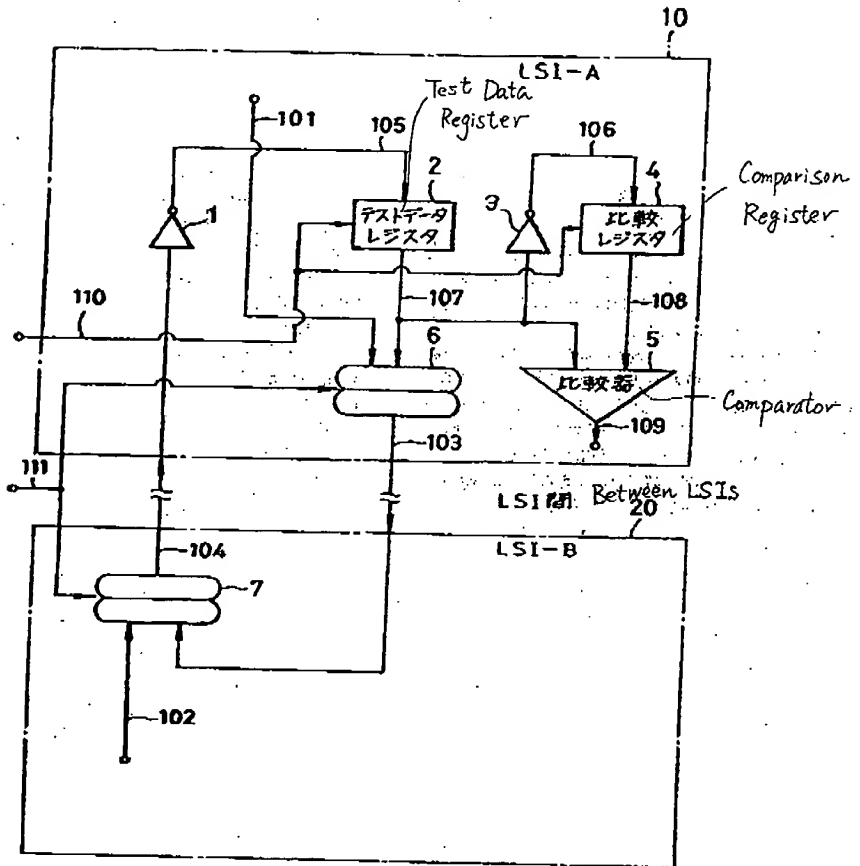 10
LSI-A
Test Data
Register
101
105
106
2
4
Comparison
Register
1
テストデータ
レジスタ
3
比較
レジスタ
107
108
110
6
5
比較器
Comparator
103
109
111
LSI間 Between LSIs
20
104
LSI-B
7
102